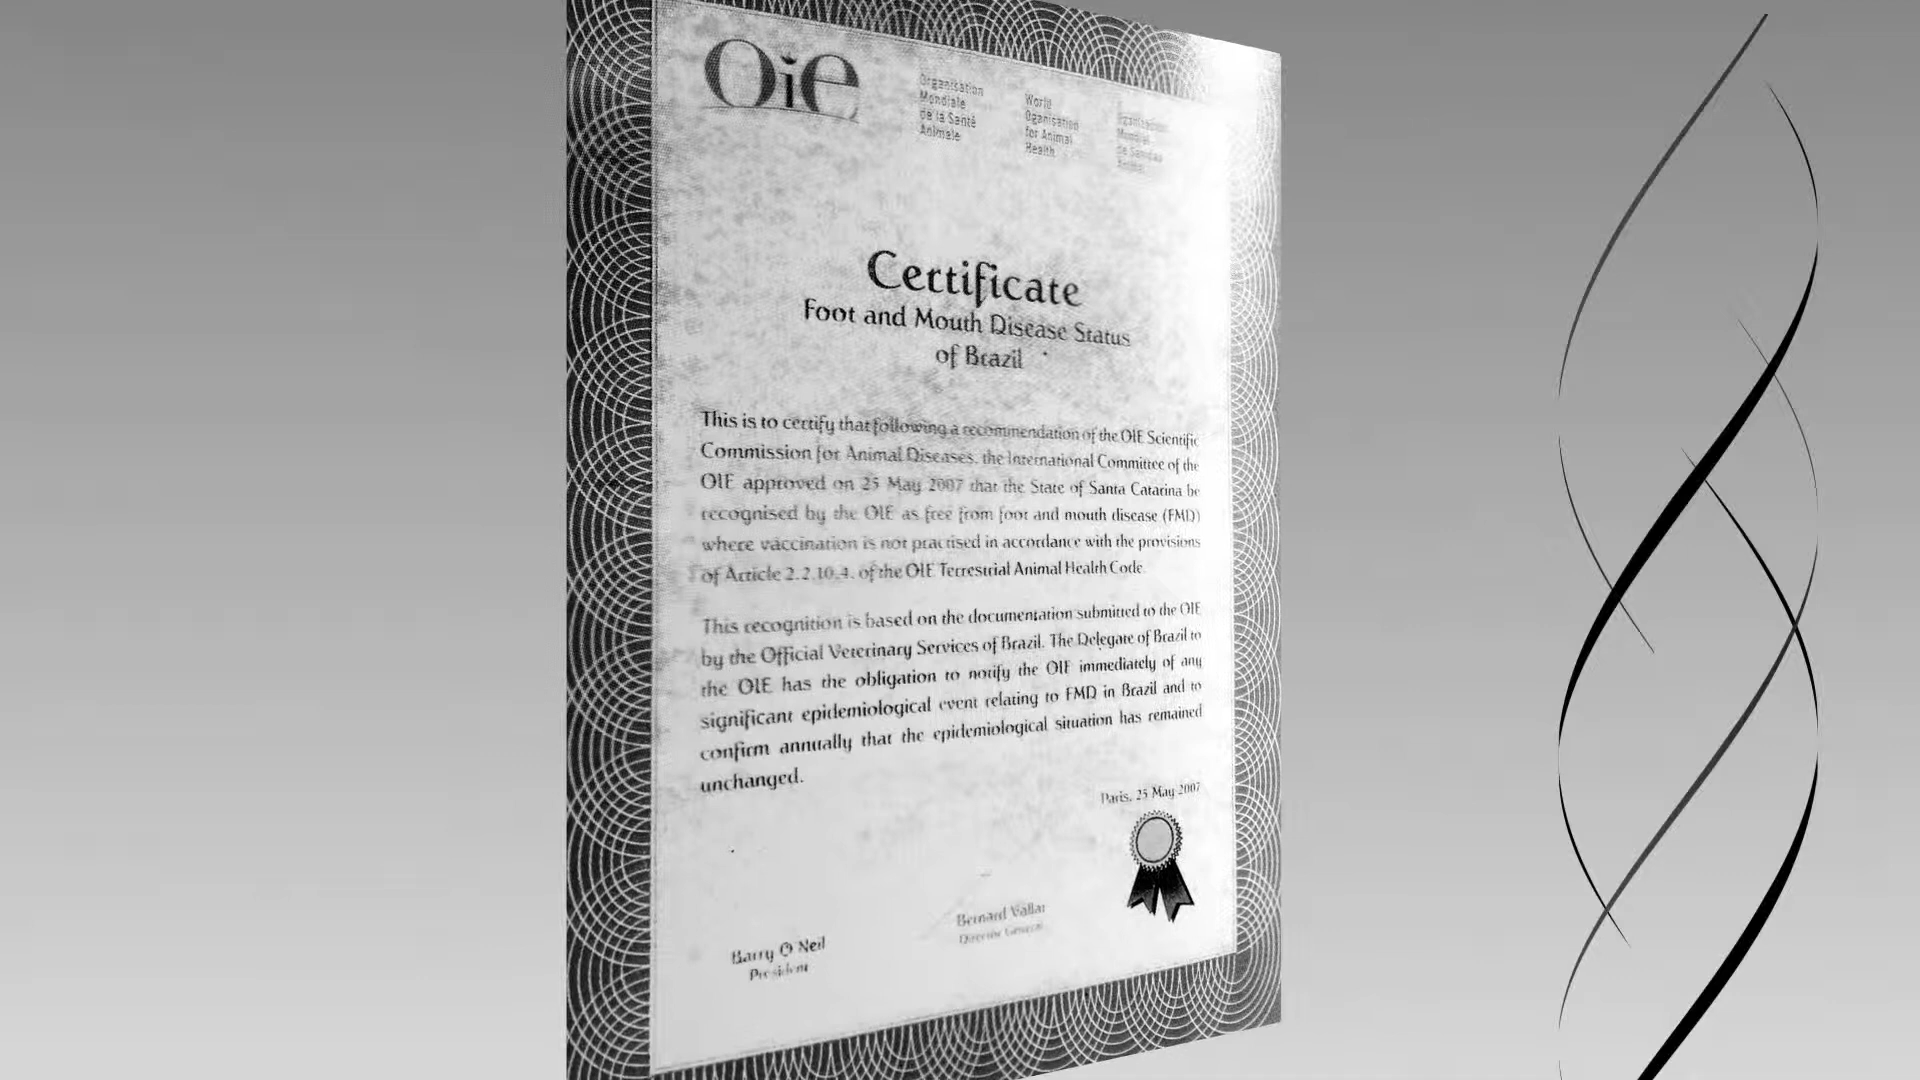 OiE
Organisation
Mondiale
de la Santé
Animale
World
Oganisation
for Animal
Health
Certificate
Foot and Mouth Disease Status
of Brazil
This is to certify that following a recommendation of the OIE Scientific
Commission for Animal Diseases, the International Committee of the
OIE approved on 25 May 2007 that the State of Santa Catarina be
recognised by the OIE as free from foot and mouth disease (FMD)
where vaccination is not practised in accordance with the provisions
of Article 2.2.10.4. of the OIE Terrestrial Animal Health Code
This recognition is based on the documentation submitted to the OIE
by the Official Veterinary Services of Brazil. The Delegate of Brazil to
the OIE has the obligation to notify the OIE immediately of any
significant epidemiological event relating to FMD in Brazil and to
confirm annually that the epidemiological situation has remained
unchanged.
Paris, 25 May 2007
Bernard Vallat
Director General
Barry O Neil
President